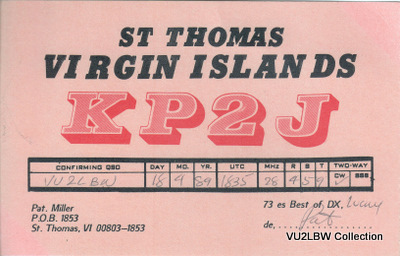 ST THOMAS
VIRGIN ISLANDS
KP2J
CONFIRMING QSO DAY MO. YR. UTC MHZ R S T TWO-WAY
CW SSB
VU2LBW 18 9 89 1835 28 4 5 9 ✓
Pat. Miller
P.O.B. 1853
St. Thomas, VI 00803-1853
73 es Best of DX,
de, Pat
VU2LBW Collection